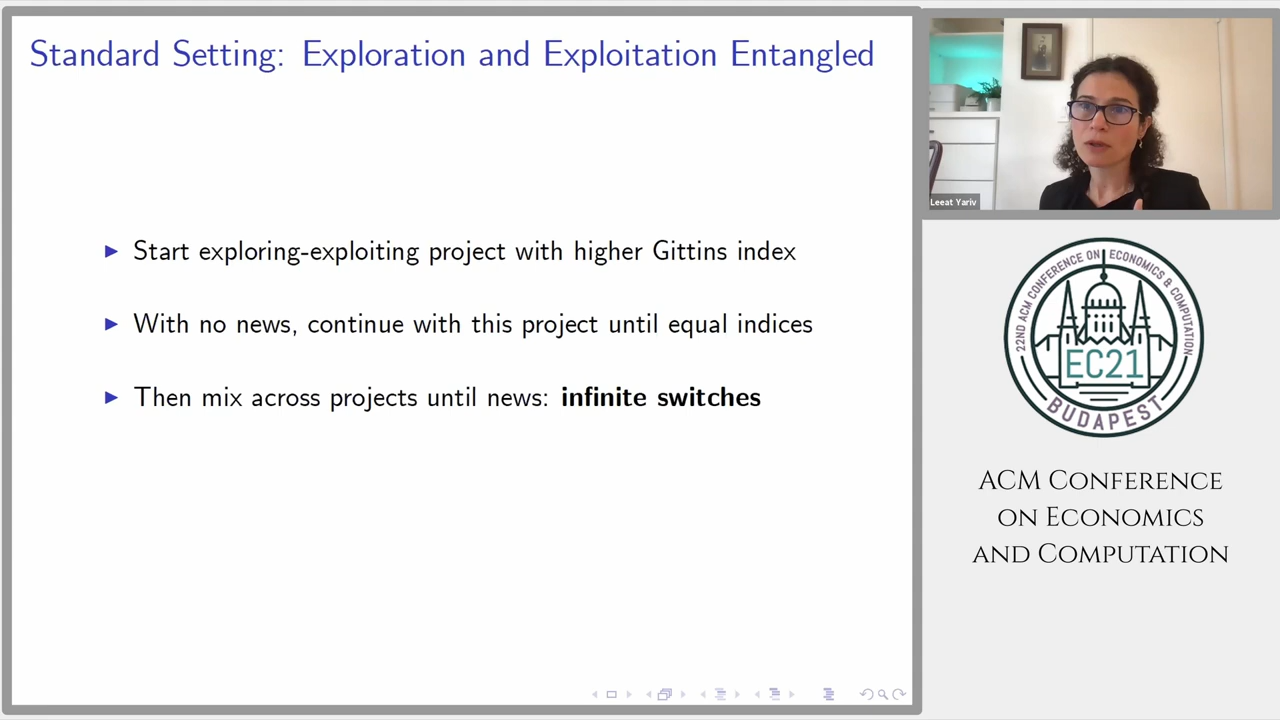 Standard Setting: Exploration and Exploitation Entangled
Start exploring-exploiting project with higher Gittins index
With no news, continue with this project until equal indices
Then mix across projects until news: infinite switches
Leeat Yariv
22ND ACM CONFERENCE ON ECONOMICS & COMPUTATION
EC21
BUDAPEST
ACM Conference
on Economics
and Computation